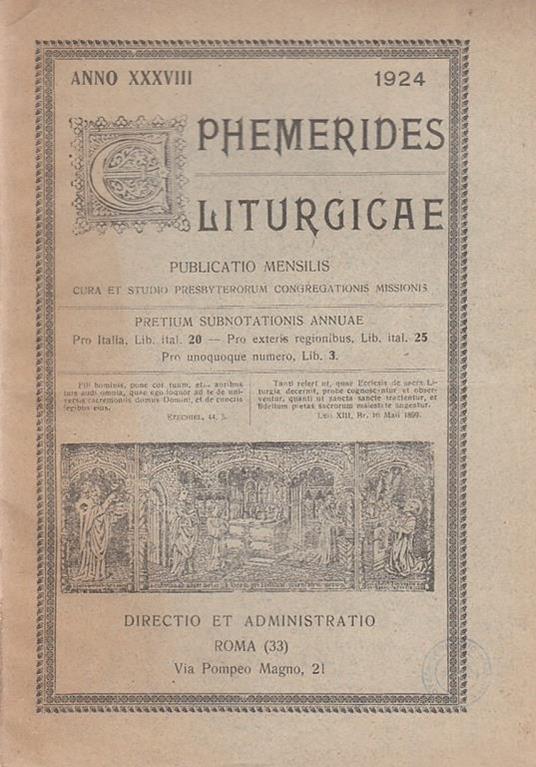 ANNO XXXVIII 1924
EPHEMERIDES
LITURGICAE
PUBLICATIO MENSILIS
CURA ET STUDIO PRESBYTERORUM CONGREGATIONIS MISSIONIS
PRETIUM SUBNOTATIONIS ANNUAE
Pro Italia, Lib. ital. 20 — Pro exteris regionibus, Lib. ital. 25
Pro unoquoque numero, Lib. 3.
Fili hominis, pone cor tuum, et... auribus
tuis audi omnia, quae ego loquor ad te de uni-
versis caeremoniis domus Domini, et de cunctis
legibus eius.
EZECHIEL, 44, 5.
Tanti refert ut, quae Ecclesia de sacra Li-
turgia decernit, probe cognoscantur et obser-
ventur, quanti ut sancta sancte tractentur, et
fidelium pietas sacrorum maiestate augeatur.
LEO XIII, Br. 16 Maii 1899.
DIRECTIO ET ADMINISTRATIO
ROMA (33)
Via Pompeo Magno, 21